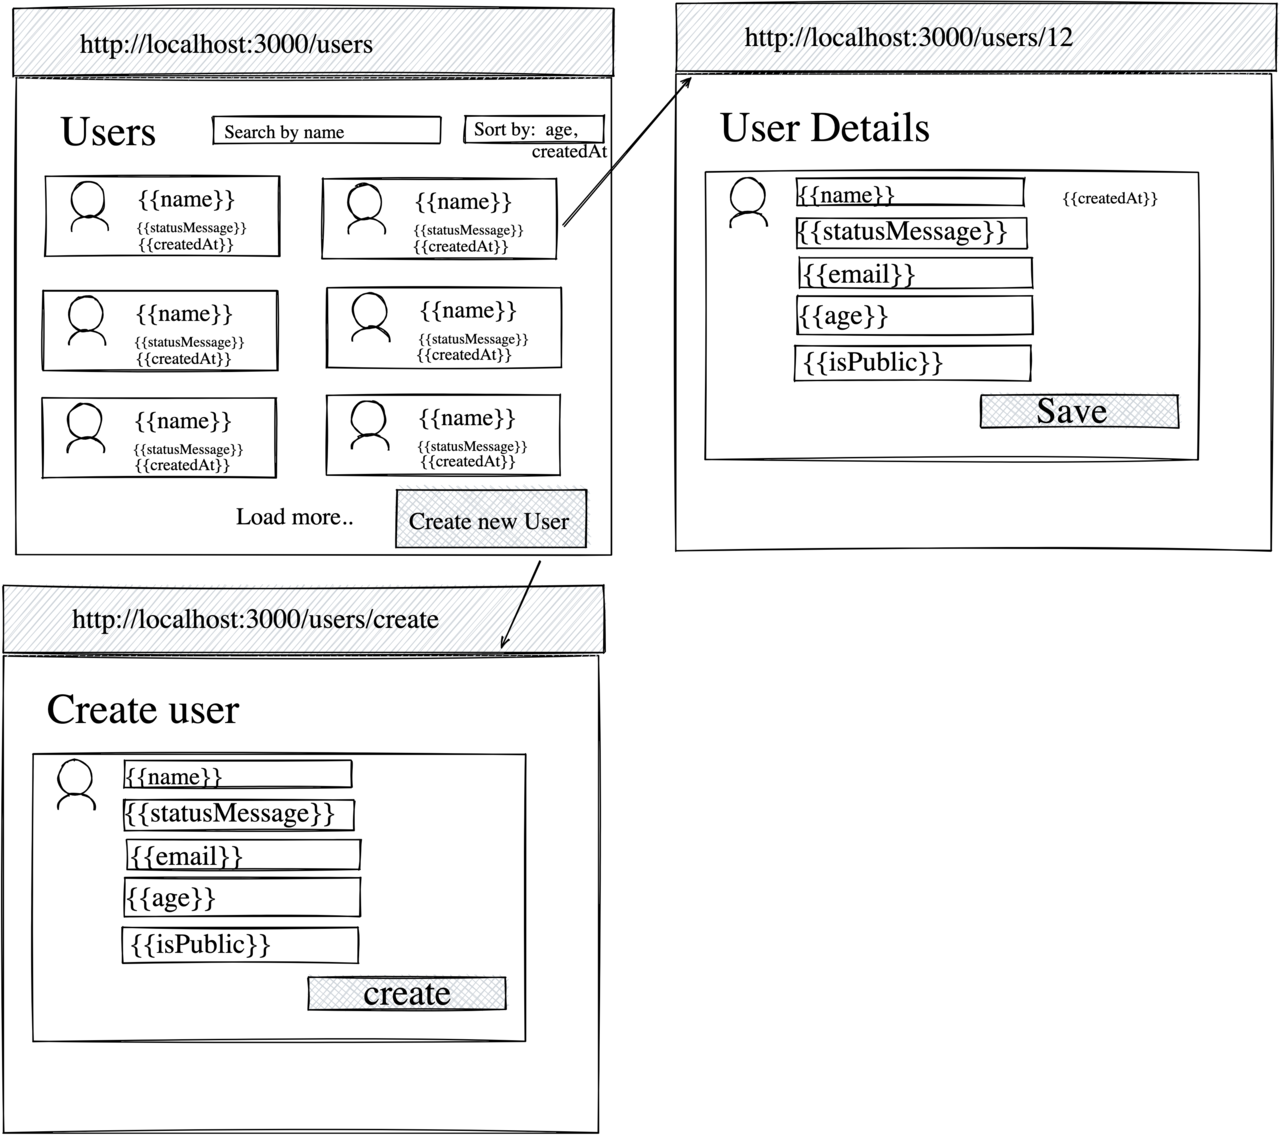 http://localhost:3000/users
Users
Search by name
Sort by: age,
createdAt
{{name}}
{{statusMessage}}
{{createdAt}}
{{name}}
{{statusMessage}}
{{createdAt}}
{{name}}
{{statusMessage}}
{{createdAt}}
{{name}}
{{statusMessage}}
{{createdAt}}
{{name}}
{{statusMessage}}
{{createdAt}}
{{name}}
{{statusMessage}}
{{createdAt}}
Load more..
Create new User
http://localhost:3000/users/12
User Details
{{name}}
{{createdAt}}
{{statusMessage}}
{{email}}
{{age}}
{{isPublic}}
Save
http://localhost:3000/users/create
Create user
{{name}}
{{statusMessage}}
{{email}}
{{age}}
{{isPublic}}
create